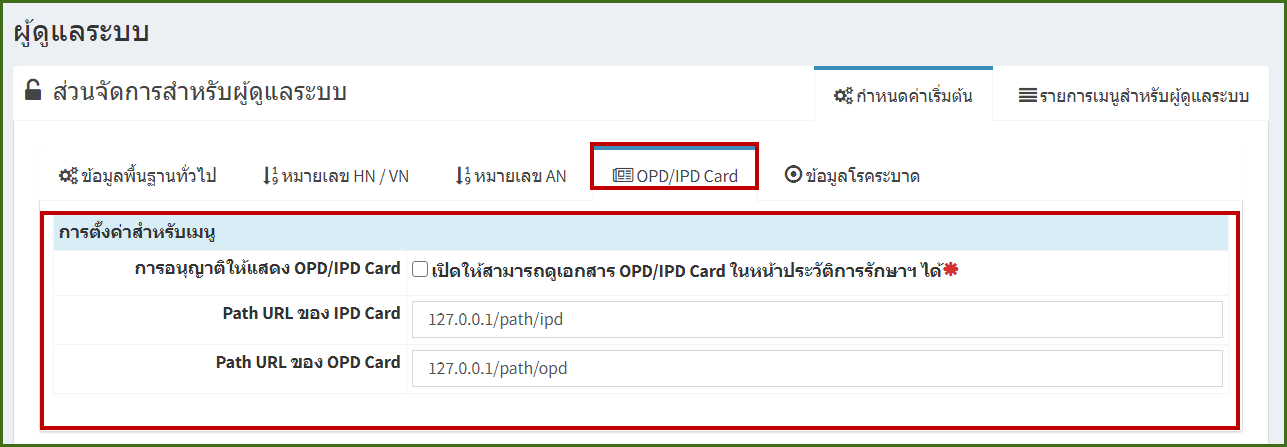 ผู้ดูแลระบบ
ส่วนจัดการสำหรับผู้ดูแลระบบ กำหนดค่าเริ่มต้น รายการเมนูสำหรับผู้ดูแลระบบ
ข้อมูลพื้นฐานทั่วไป หมายเลข HN / VN หมายเลข AN OPD/IPD Card ข้อมูลโรคระบาด
การตั้งค่าสำหรับเมนู
การอนุญาติให้แสดง OPD/IPD Card เปิดให้สามารถดูเอกสาร OPD/IPD Card ในหน้าประวัติการรักษาฯ ได้
Path URL ของ IPD Card 127.0.0.1/path/ipd
Path URL ของ OPD Card 127.0.0.1/path/opd